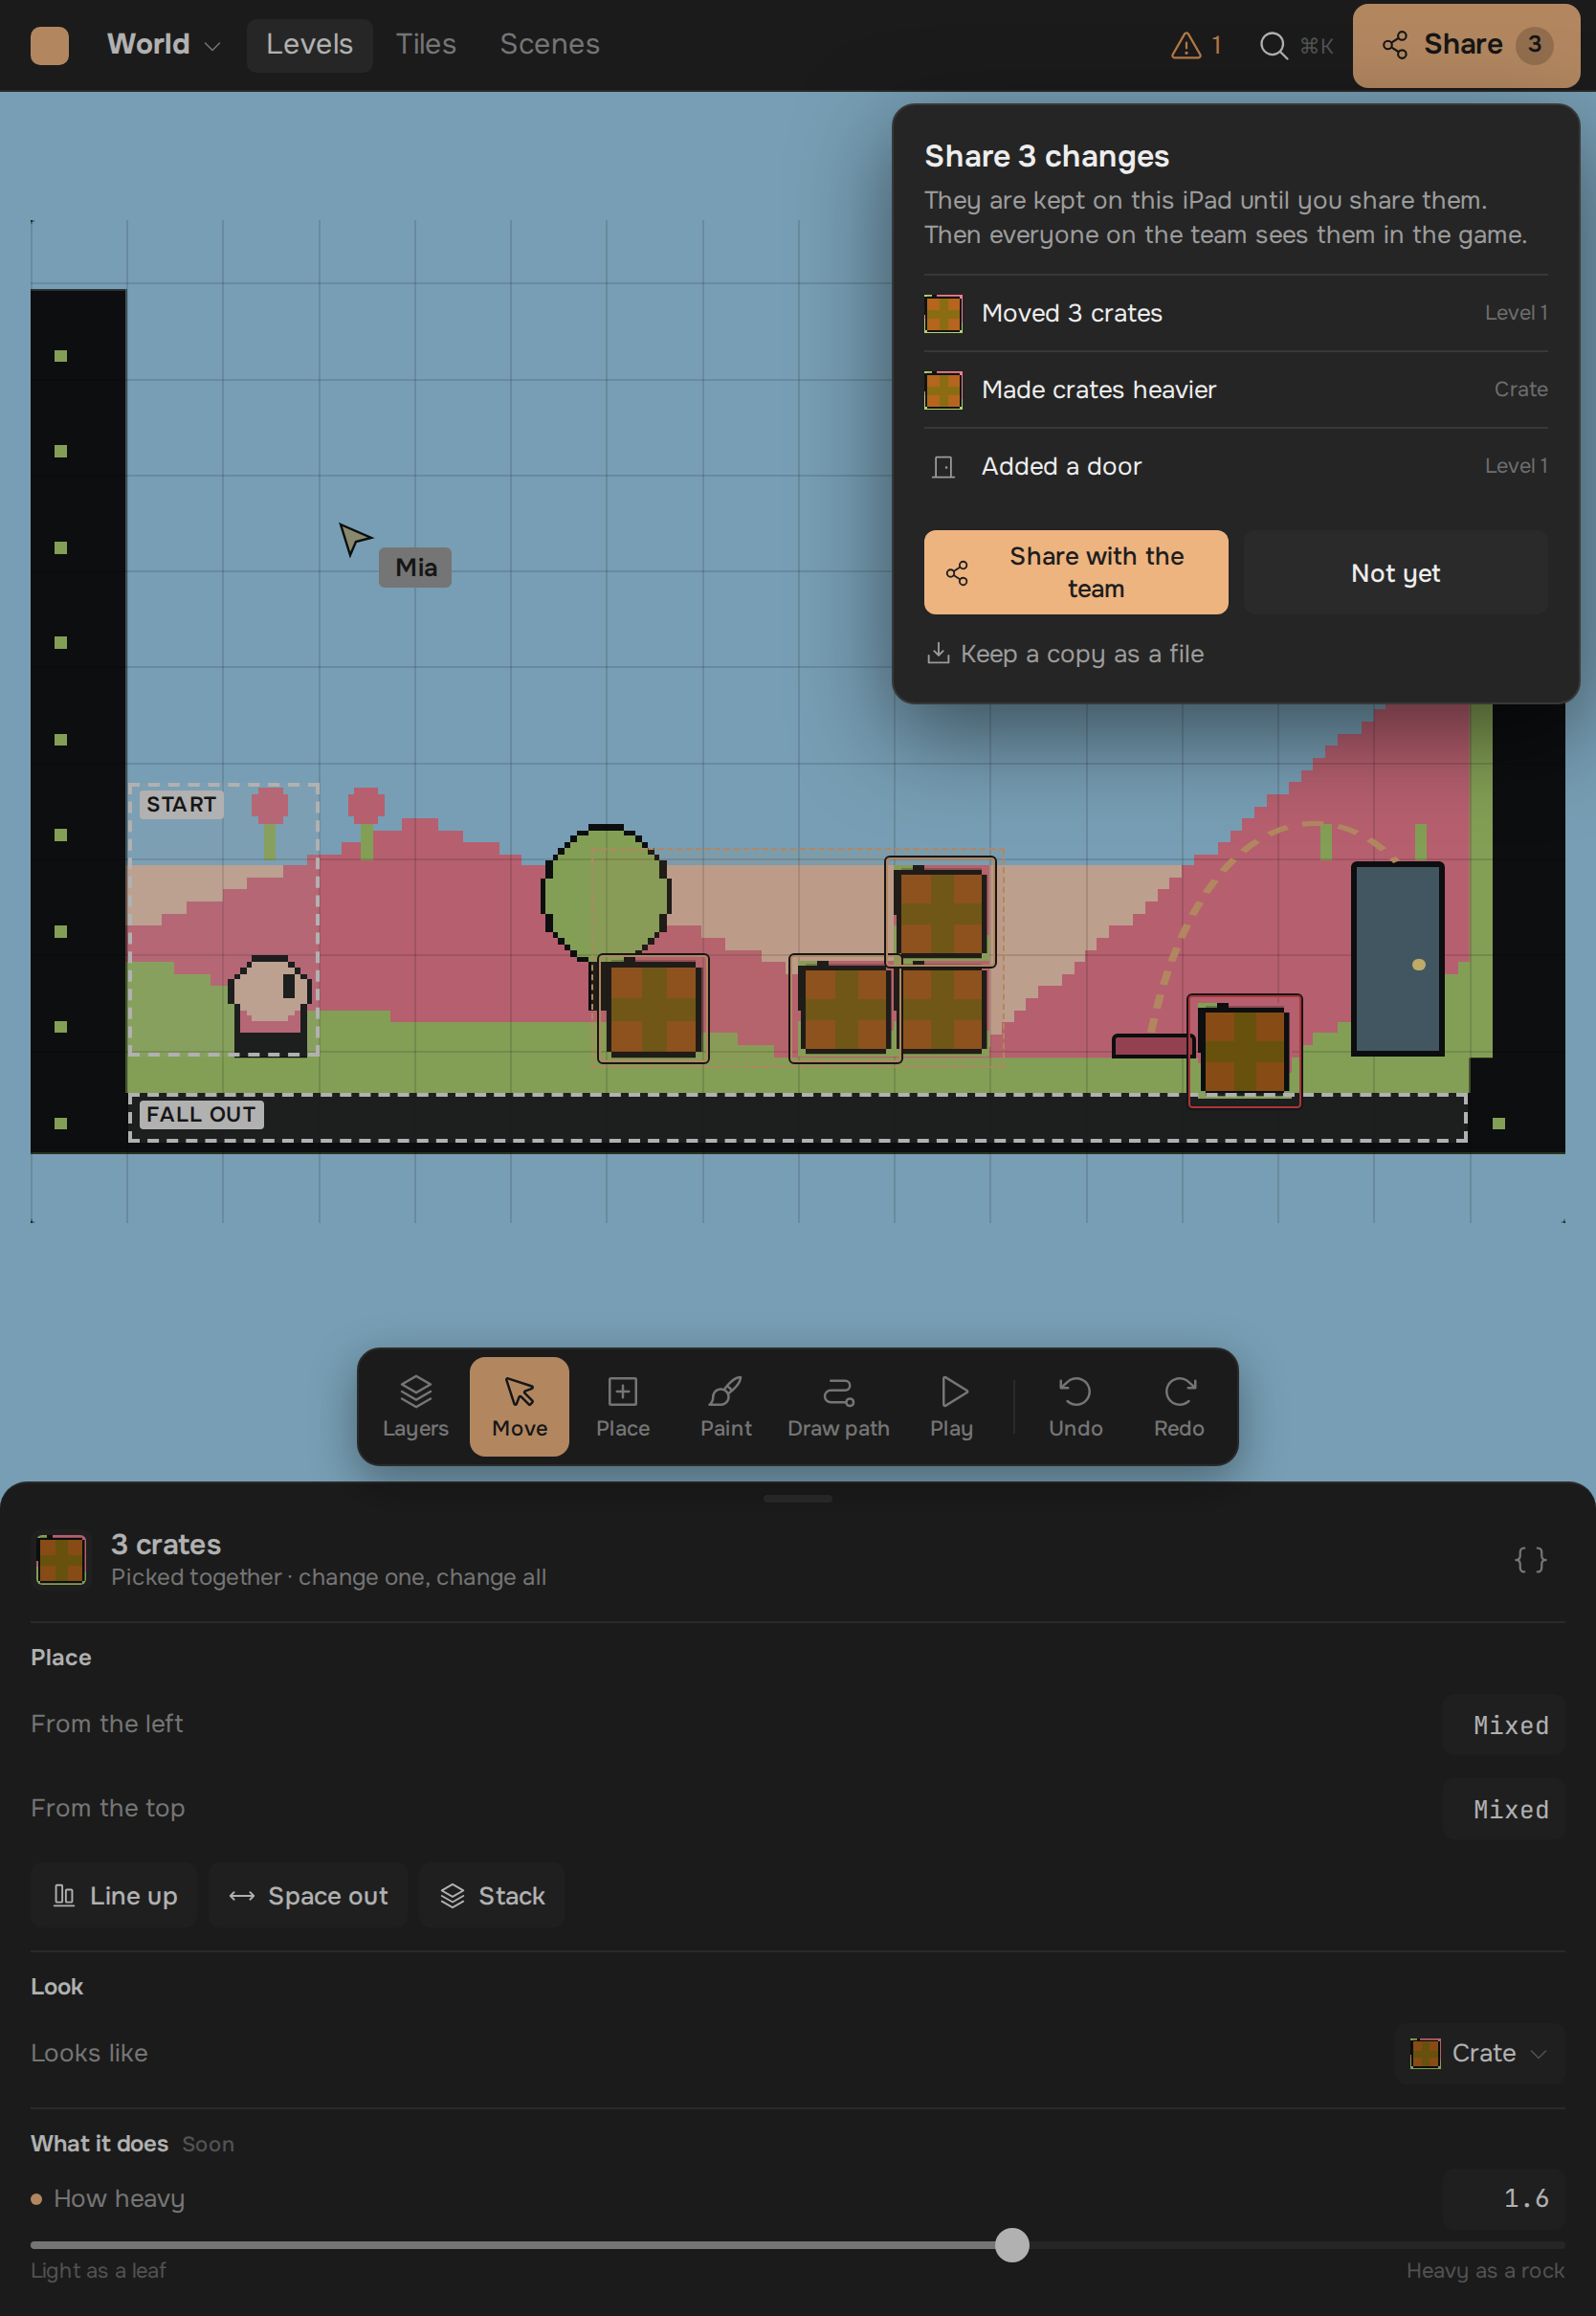 World Levels Tiles Scenes 1 ⌘K Share 3
Share 3 changes
They are kept on this iPad until you share them.
Then everyone on the team sees them in the game.
Moved 3 crates Level 1
Made crates heavier Crate
Added a door Level 1
Share with the
team
Not yet
Keep a copy as a file
Mia
START
FALL OUT
Layers Move Place Paint Draw path Play Undo Redo
3 crates
Picked together · change one, change all
{ }
Place
From the left Mixed
From the top Mixed
Line up Space out Stack
Look
Looks like Crate
What it does Soon
How heavy 1.6
Light as a leaf Heavy as a rock